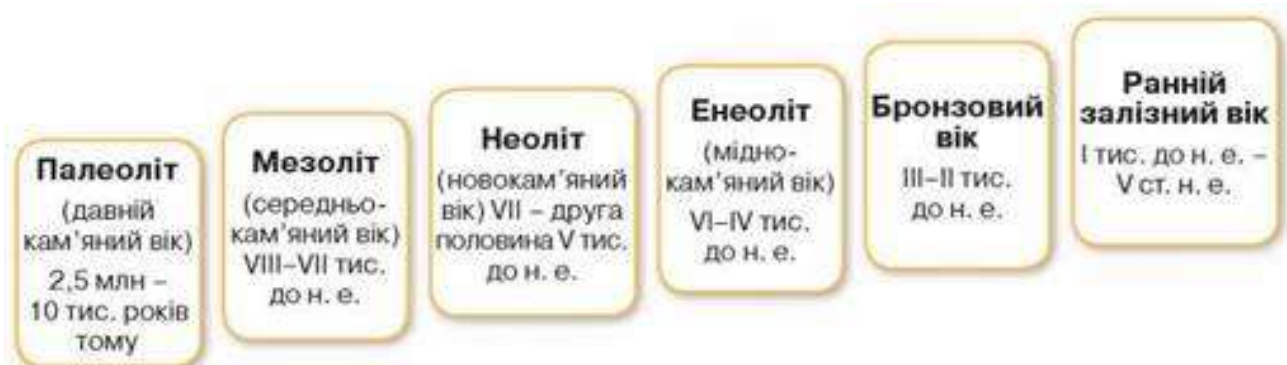 Палеоліт
(давній
кам’яний вік)
2,5 млн –
10 тис. років
тому
Мезоліт
(середньо-
кам’яний вік)
VIII–VII тис.
до н. е.
Неоліт
(новокам’яний
вік) VII – друга
половина V тис.
до н. е.
Енеоліт
(мідно-
кам’яний вік)
VI–IV тис.
до н. е.
Бронзовий
вік
III–II тис.
до н. е.
Ранній
залізний вік
I тис. до н. е. –
V ст. н. е.